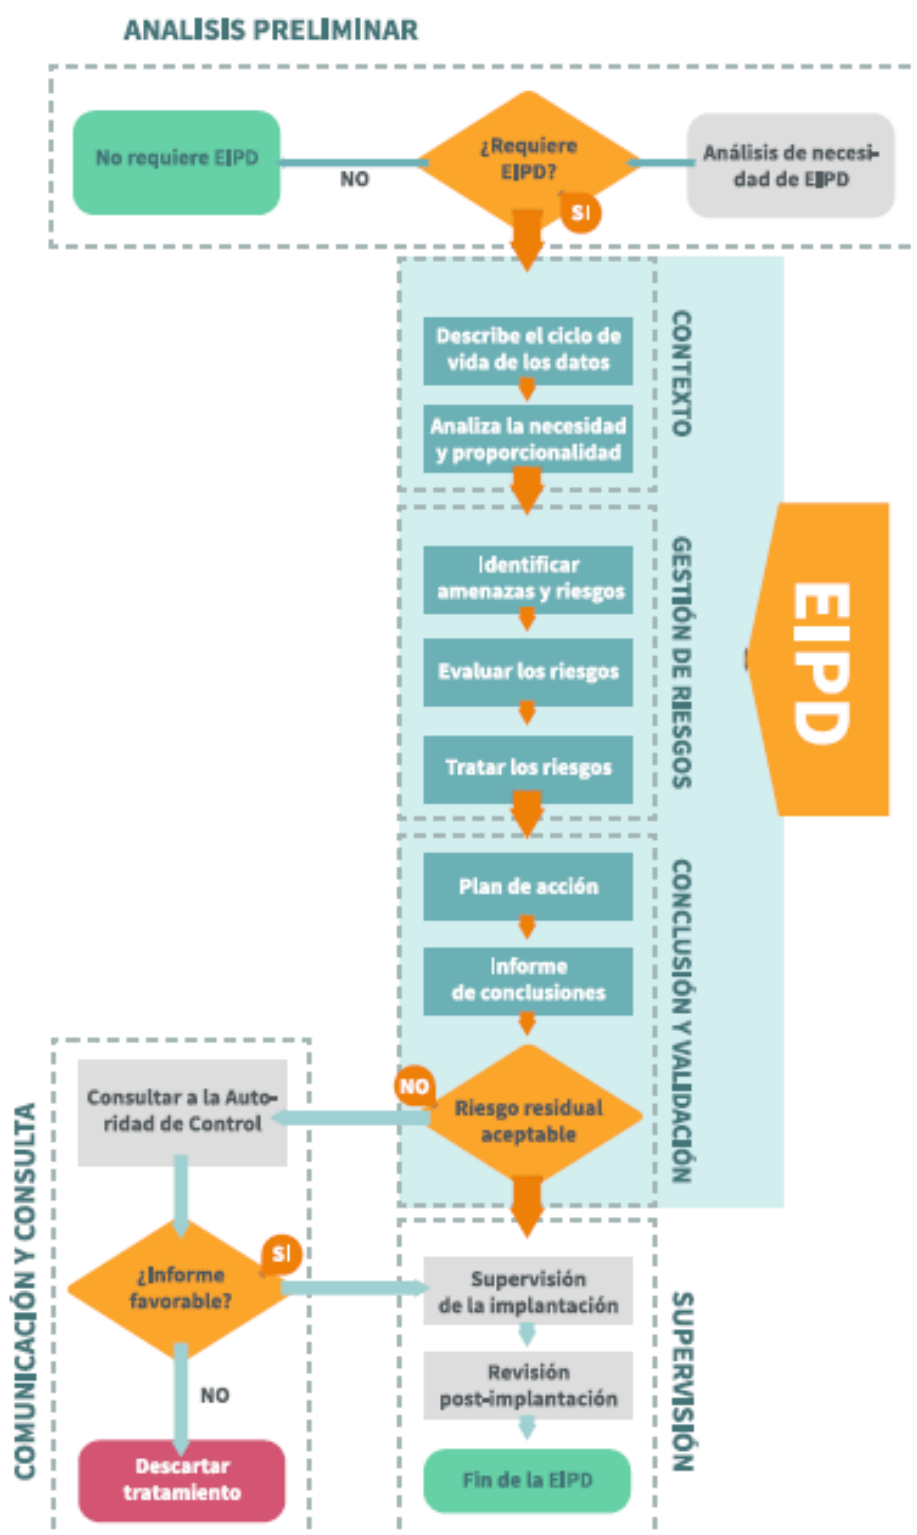 ANALISIS PRELIMINAR
No requiere EIPD
NO
¿Requiere
EIPD?
SI
Análisis de necesi-
dad de EIPD
CONTEXTO
Describe el ciclo de
vida de los datos
Analiza la necesidad
y proporcionalidad
GESTIÓN DE RIESGOS
Identificar
amenazas y riesgos
Evaluar los riesgos
Tratar los riesgos
EIPD
CONCLUSIÓN Y VALIDACIÓN
Plan de acción
Informe
de conclusiones
Riesgo residual
aceptable
NO
COMUNICACIÓN Y CONSULTA
Consultar a la Auto-
ridad de Control
¿Informe
favorable?
SÍ
NO
Descartar
tratamiento
SUPERVISIÓN
Supervisión
de la implantación
Revisión
post-implantación
Fin de la EIPD